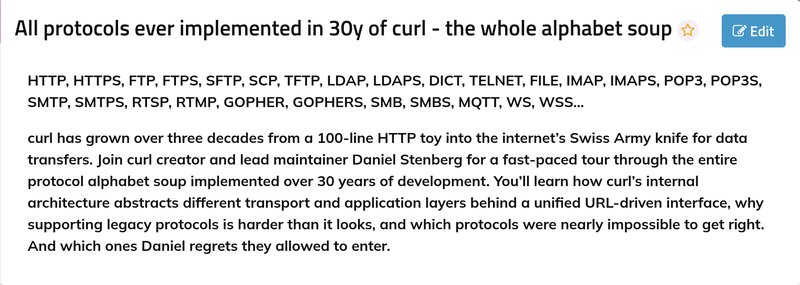 All protocols ever implemented in 30y of curl - the whole alphabet soup
Edit
HTTP, HTTPS, FTP, FTPS, SFTP, SCP, TFTP, LDAP, LDAPS, DICT, TELNET, FILE, IMAP, IMAPS, POP3, POP3S,
SMTP, SMTPS, RTSP, RTMP, GOPHER, GOPHERS, SMB, SMBS, MQTT, WS, WSS...
curl has grown over three decades from a 100-line HTTP toy into the internet's Swiss Army knife for data
transfers. Join curl creator and lead maintainer Daniel Stenberg for a fast-paced tour through the entire
protocol alphabet soup implemented over 30 years of development. You'll learn how curl's internal
architecture abstracts different transport and application layers behind a unified URL-driven interface, why
supporting legacy protocols is harder than it looks, and which protocols were nearly impossible to get right.
And which ones Daniel regrets they allowed to enter.